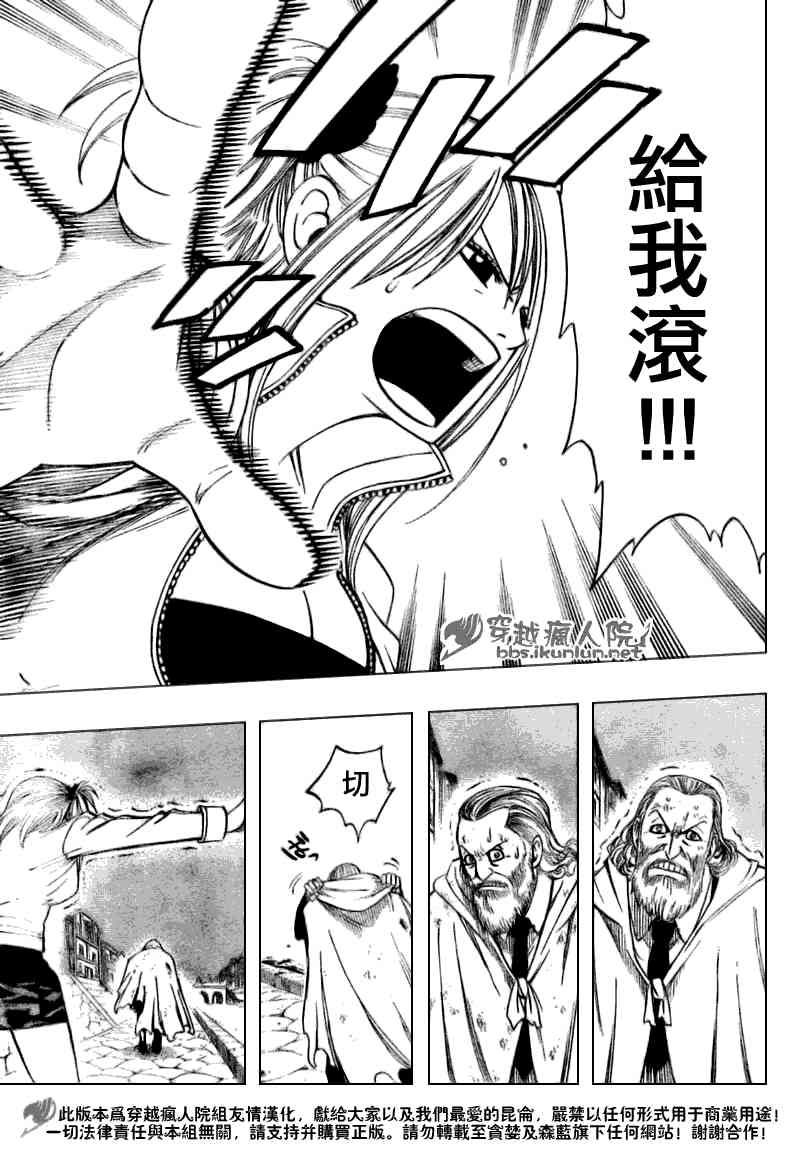 給我滾!!!
穿越瘋人院
bbs.ikunlun.net
切
此版本爲穿越瘋人院組友情漢化，獻給大家以及我們最愛的昆侖，嚴禁以任何形式用于商業用途！
一切法律責任與本組無關，請支持并購買正版。請勿轉載至貪婪及森藍旗下任何網站！謝謝合作！